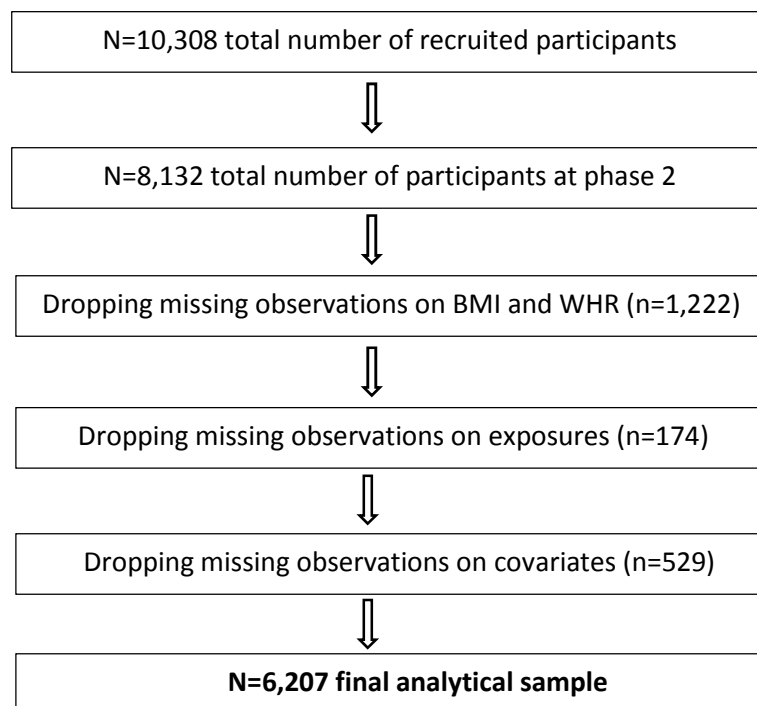 N=10,308 total number of recruited participants
N=8,132 total number of participants at phase 2
Dropping missing observations on BMI and WHR (n=1,222)
Dropping missing observations on exposures (n=174)
Dropping missing observations on covariates (n=529)
N=6,207 final analytical sample